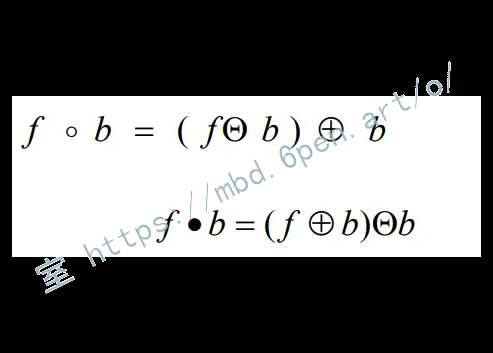 f ∘ b = ( fΘ b ) ⊕ b
f ● b = (f ⊕ b)Θb
室 https://mbd.6pen.art/o/